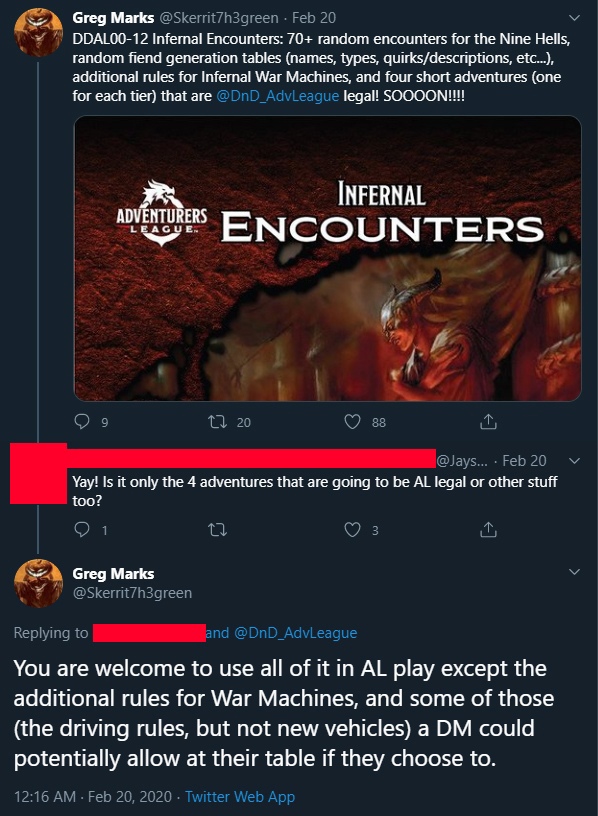 Greg Marks @Skerrit7h3green · Feb 20
DDAL00-12 Infernal Encounters: 70+ random encounters for the Nine Hells,
random fiend generation tables (names, types, quirks/descriptions, etc...),
additional rules for Infernal War Machines, and four short adventures (one
for each tier) that are @DnD_AdvLeague legal! SOOOON!!!!
ADVENTURERS
LEAGUE™
INFERNAL
ENCOUNTERS
9 20 88
@Jays... · Feb 20
Yay! Is it only the 4 adventures that are going to be AL legal or other stuff
too?
1 3
Greg Marks
@Skerrit7h3green
Replying to and @DnD_AdvLeague
You are welcome to use all of it in AL play except the
additional rules for War Machines, and some of those
(the driving rules, but not new vehicles) a DM could
potentially allow at their table if they choose to.
12:16 AM · Feb 20, 2020 · Twitter Web App